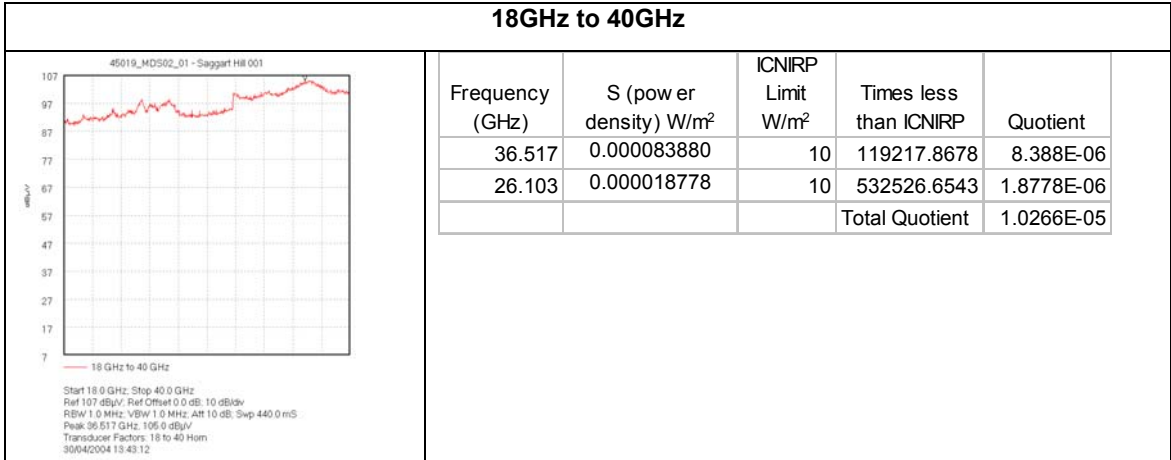 18GHz to 40GHz
45019_MDS02_01 - Saggart Hill 001
107
97
87
77
67
57
47
37
27
17
7
dBµV
18 GHz to 40 GHz
Start 18.0 GHz; Stop 40.0 GHz
Ref 107 dBµV; Ref Offset 0.0 dB; 10 dB/div
RBW 1.0 MHz; VBW 1.0 MHz; Att 10 dB; Swp 440.0 mS
Peak 36.517 GHz, 105.0 dBµV
Transducer Factors: 18 to 40 Horn
30/04/2004 13:43:12
Frequency (GHz) S (pow er density) W/m² ICNIRP Limit W/m² Times less than ICNIRP Quotient
36.517 0.000083880 10 119217.8678 8.388E-06
26.103 0.000018778 10 532526.6543 1.8778E-06
Total Quotient 1.0266E-05